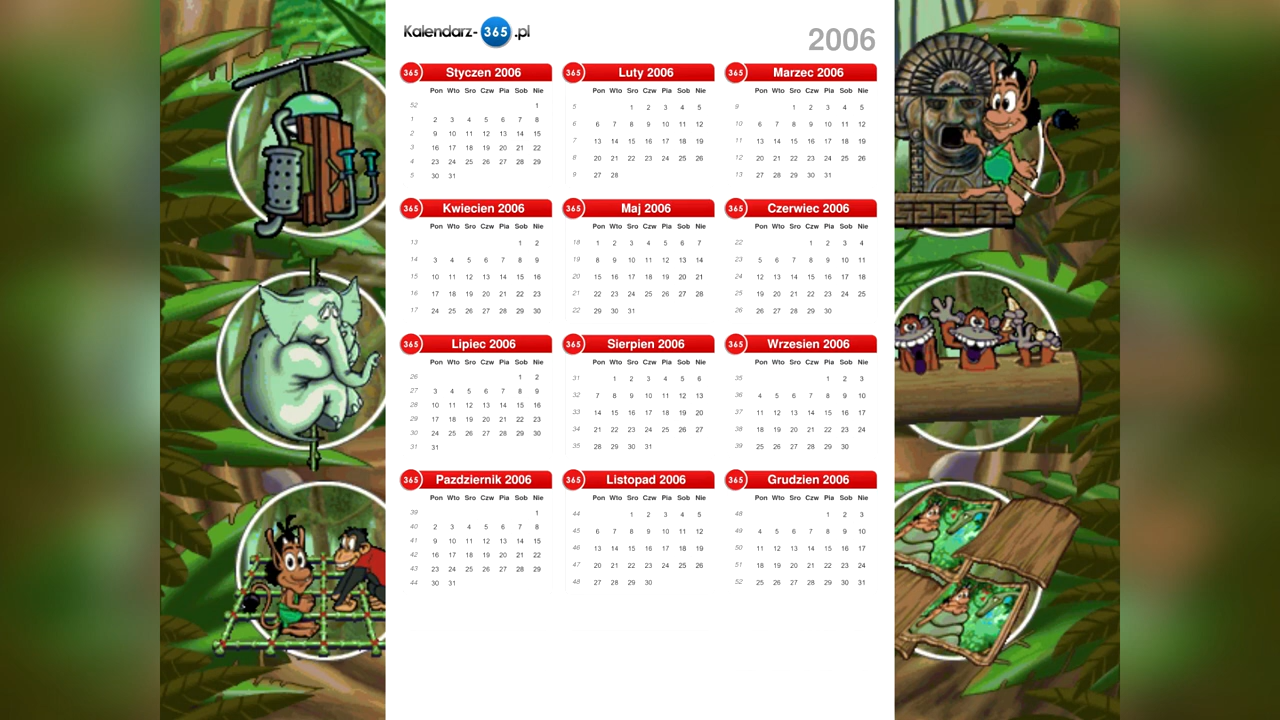 Kalendarz-365.pl
2006
365 Styczen 2006
Pon Wto Sro Czw Pia Sob Nie
52 1
1 2 3 4 5 6 7 8
2 9 10 11 12 13 14 15
3 16 17 18 19 20 21 22
4 23 24 25 26 27 28 29
5 30 31
365 Luty 2006
Pon Wto Sro Czw Pia Sob Nie
5 1 2 3 4 5
6 6 7 8 9 10 11 12
7 13 14 15 16 17 18 19
8 20 21 22 23 24 25 26
9 27 28
365 Marzec 2006
Pon Wto Sro Czw Pia Sob Nie
9 1 2 3 4 5
10 6 7 8 9 10 11 12
11 13 14 15 16 17 18 19
12 20 21 22 23 24 25 26
13 27 28 29 30 31
365 Kwiecien 2006
Pon Wto Sro Czw Pia Sob Nie
13 1 2
14 3 4 5 6 7 8 9
15 10 11 12 13 14 15 16
16 17 18 19 20 21 22 23
17 24 25 26 27 28 29 30
365 Maj 2006
Pon Wto Sro Czw Pia Sob Nie
18 1 2 3 4 5 6 7
19 8 9 10 11 12 13 14
20 15 16 17 18 19 20 21
21 22 23 24 25 26 27 28
22 29 30 31
365 Czerwiec 2006
Pon Wto Sro Czw Pia Sob Nie
22 1 2 3 4
23 5 6 7 8 9 10 11
24 12 13 14 15 16 17 18
25 19 20 21 22 23 24 25
26 26 27 28 29 30
365 Lipiec 2006
Pon Wto Sro Czw Pia Sob Nie
26 1 2
27 3 4 5 6 7 8 9
28 10 11 12 13 14 15 16
29 17 18 19 20 21 22 23
30 24 25 26 27 28 29 30
31 31
365 Sierpien 2006
Pon Wto Sro Czw Pia Sob Nie
31 1 2 3 4 5 6
32 7 8 9 10 11 12 13
33 14 15 16 17 18 19 20
34 21 22 23 24 25 26 27
35 28 29 30 31
365 Wrzesien 2006
Pon Wto Sro Czw Pia Sob Nie
35 1 2 3
36 4 5 6 7 8 9 10
37 11 12 13 14 15 16 17
38 18 19 20 21 22 23 24
39 25 26 27 28 29 30
365 Pazdziernik 2006
Pon Wto Sro Czw Pia Sob Nie
39 1
40 2 3 4 5 6 7 8
41 9 10 11 12 13 14 15
42 16 17 18 19 20 21 22
43 23 24 25 26 27 28 29
44 30 31
365 Listopad 2006
Pon Wto Sro Czw Pia Sob Nie
44 1 2 3 4 5
45 6 7 8 9 10 11 12
46 13 14 15 16 17 18 19
47 20 21 22 23 24 25 26
48 27 28 29 30
365 Grudzien 2006
Pon Wto Sro Czw Pia Sob Nie
48 1 2 3
49 4 5 6 7 8 9 10
50 11 12 13 14 15 16 17
51 18 19 20 21 22 23 24
52 25 26 27 28 29 30 31